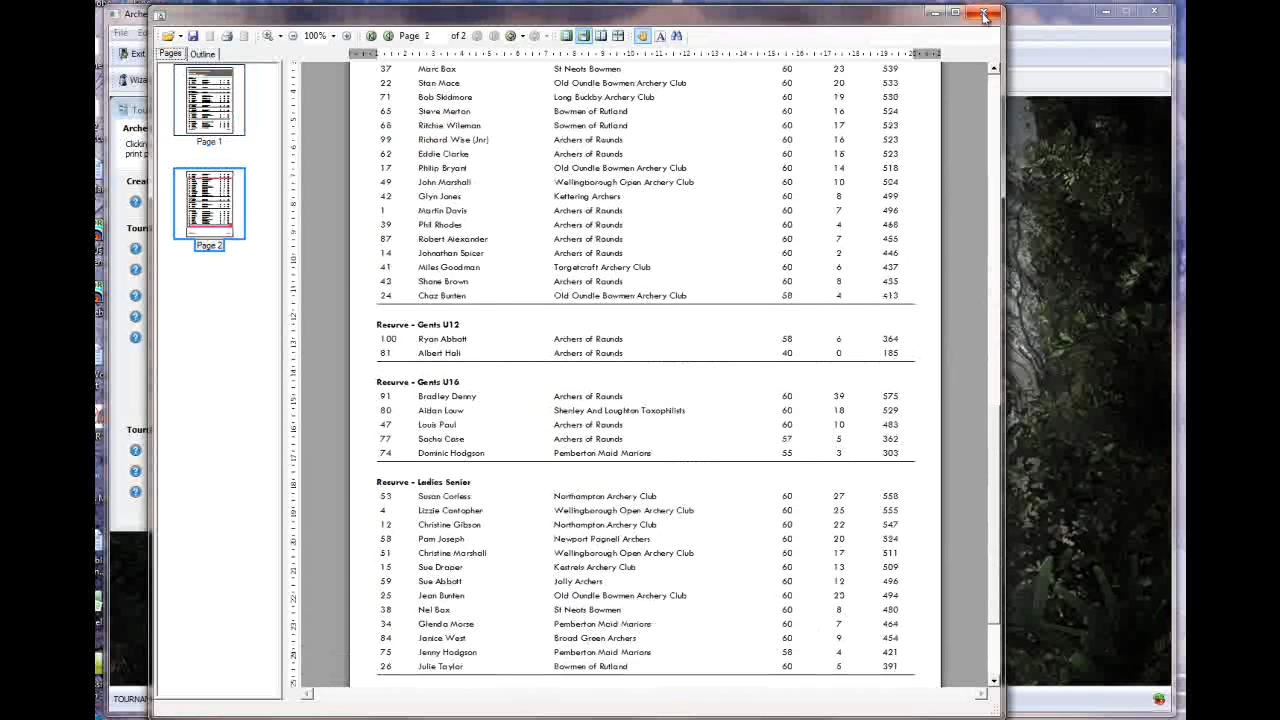 Arche
File
Exit
Wiza
Tour
Arche
Clickin
print p
Crea
Tour
Tour
TOURNAM
100%
Page 2 of 2
Pages Outline
Page 1
Page 2
37 Marc Bax St Neots Bowmen 60 23 539
22 Stan Mace Old Oundle Bowmen Archery Club 60 20 533
71 Bob Skidmore Long Buckby Archery Club 60 19 530
65 Steve Merton Bowmen of Rutland 60 16 524
66 Ritchie Wileman Bowmen of Rutland 60 17 523
99 Richard Wise (Jnr) Archers of Raunds 60 16 523
62 Eddie Clarke Archers of Raunds 60 15 523
17 Philip Bryant Old Oundle Bowmen Archery Club 60 14 518
49 John Marshall Wellingborough Open Archery Club 60 10 504
42 Glyn Jones Kettering Archers 60 8 499
1 Martin Davis Archers of Raunds 60 7 496
39 Phil Rhodes Archers of Raunds 60 4 468
87 Robert Alexander Archers of Raunds 60 7 455
14 Johnathan Spicer Archers of Raunds 60 2 446
41 Miles Goodman Targetcraft Archery Club 60 6 437
43 Shane Brown Archers of Raunds 60 8 455
24 Chaz Bunten Old Oundle Bowmen Archery Club 58 4 413
Recurve - Gents U12
100 Ryan Abbott Archers of Raunds 58 6 364
81 Albert Hall Archers of Raunds 40 0 185
Recurve - Gents U16
91 Bradley Denny Archers of Raunds 60 39 575
80 Aidan Louw Shenley And Loughton Toxophilists 60 18 529
47 Louis Paul Archers of Raunds 60 10 483
77 Sacha Case Archers of Raunds 57 5 362
74 Dominic Hodgson Pemberton Maid Marions 55 3 303
Recurve - Ladies Senior
53 Susan Corless Northampton Archery Club 60 27 558
4 Lizzie Cantopher Wellingborough Open Archery Club 60 25 555
12 Christine Gibson Northampton Archery Club 60 22 547
58 Pam Joseph Newport Pagnell Archers 60 20 524
51 Christine Marshall Wellingborough Open Archery Club 60 17 511
15 Sue Draper Kestrels Archery Club 60 13 509
59 Sue Abbott Jolly Archers 60 12 496
25 Jean Bunten Old Oundle Bowmen Archery Club 60 23 494
38 Nel Bax St Neots Bowmen 60 8 480
34 Glenda Morse Pemberton Maid Marions 60 7 464
84 Janice West Broad Green Archers 60 9 454
75 Jenny Hodgson Pemberton Maid Marions 58 4 421
26 Julie Taylor Bowmen of Rutland 60 5 391